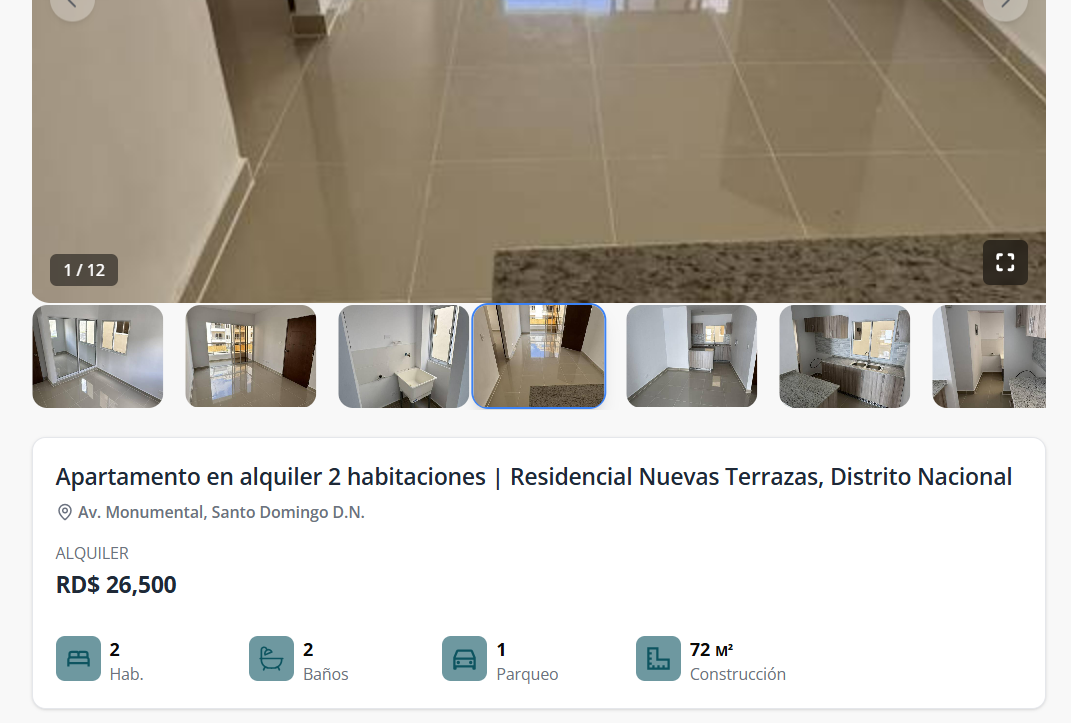 1 / 12
Apartamento en alquiler 2 habitaciones | Residencial Nuevas Terrazas, Distrito Nacional
Av. Monumental, Santo Domingo D.N.
ALQUILER
RD$ 26,500
2
Hab.
2
Baños
1
Parqueo
72 M²
Construcción